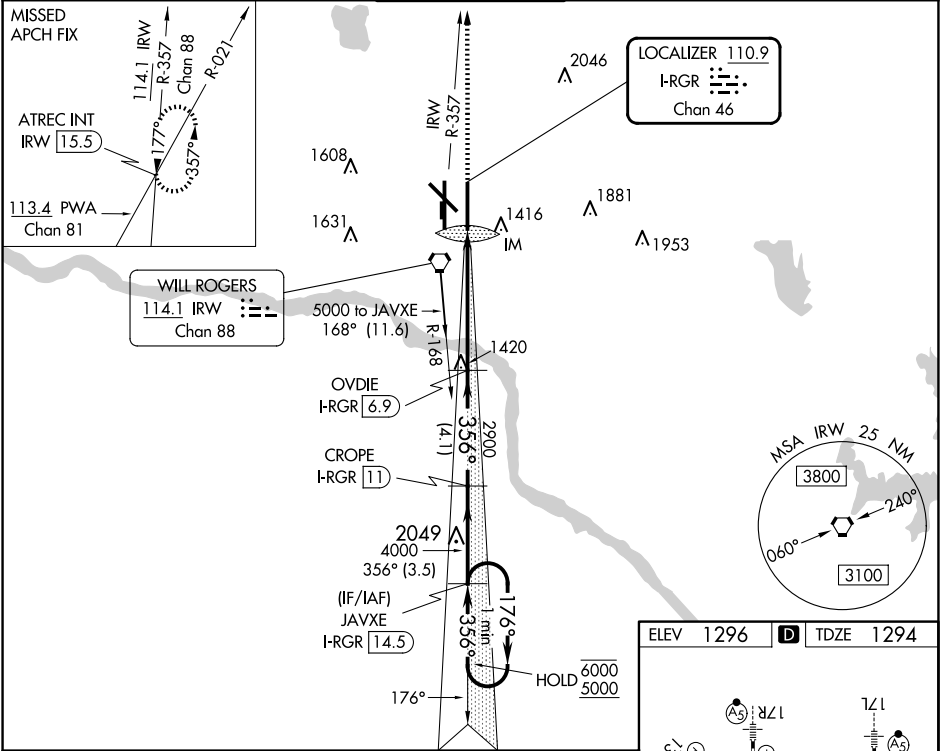 MISSED
APCH FIX
114.1 IRW
R-357
Chan 88
R-021
ATREC INT
IRW 15.5
177°
357°
113.4 PWA
Chan 81
IRW
R-357
2046
LOCALIZER 110.9
I-RGR
Chan 46
1608
1631
1416
IM
1881
1953
WILL ROGERS
114.1 IRW
Chan 88
5000 to JAVXE
168° (11.6)
R-168
1420
OVDIE
I-RGR 6.9
356°
(4.1)
2900
CROPE
I-RGR 11
2049
4000
356° (3.5)
(IF/IAF)
JAVXE
I-RGR 14.5
356°
1 min
176°
HOLD 6000
5000
176°
MSA IRW 25 NM
3800
240°
060°
3100
ELEV 1296 D TDZE 1294
A5
17R
17L
A5